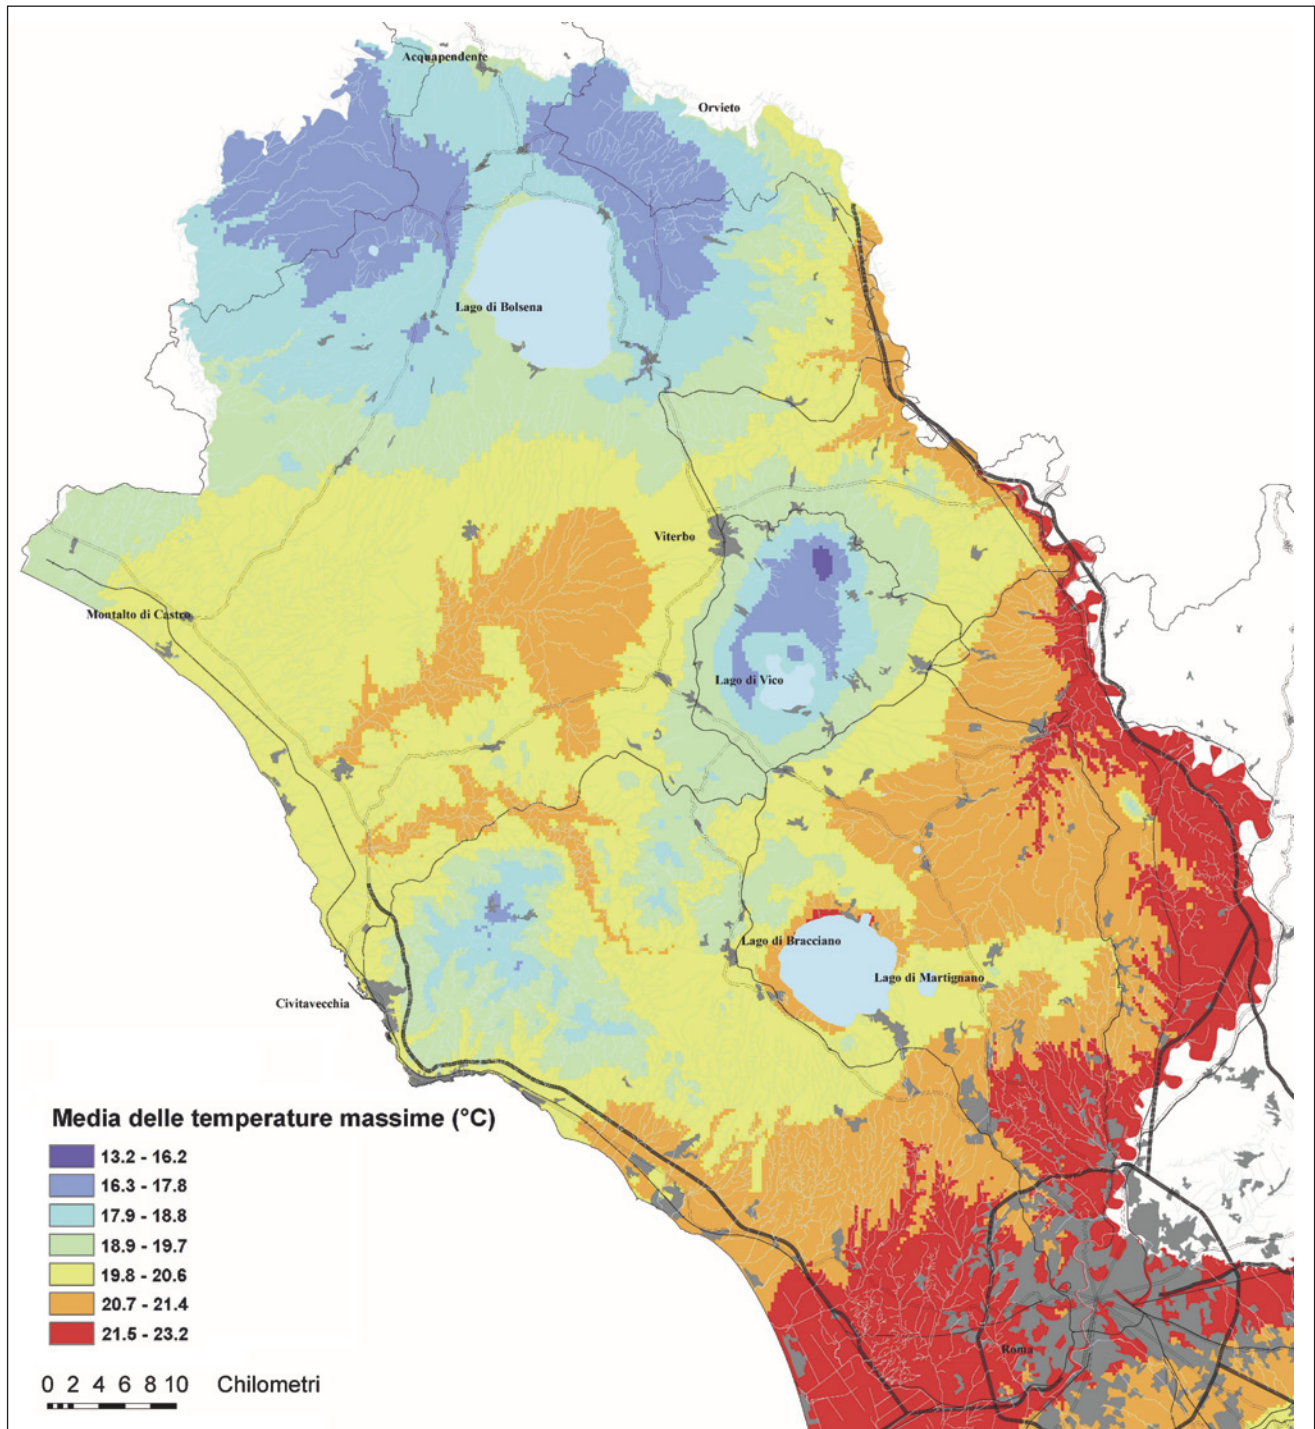 Acquapendente
Orvieto
Lago di Bolsena
Viterbo
Montalto di Castro
Lago di Vico
Lago di Bracciano
Lago di Martignano
Civitavecchia
Media delle temperature massime (°C)
13.2 - 16.2
16.3 - 17.8
17.9 - 18.8
18.9 - 19.7
19.8 - 20.6
20.7 - 21.4
21.5 - 23.2
Roma
0 2 4 6 8 10 Chilometri